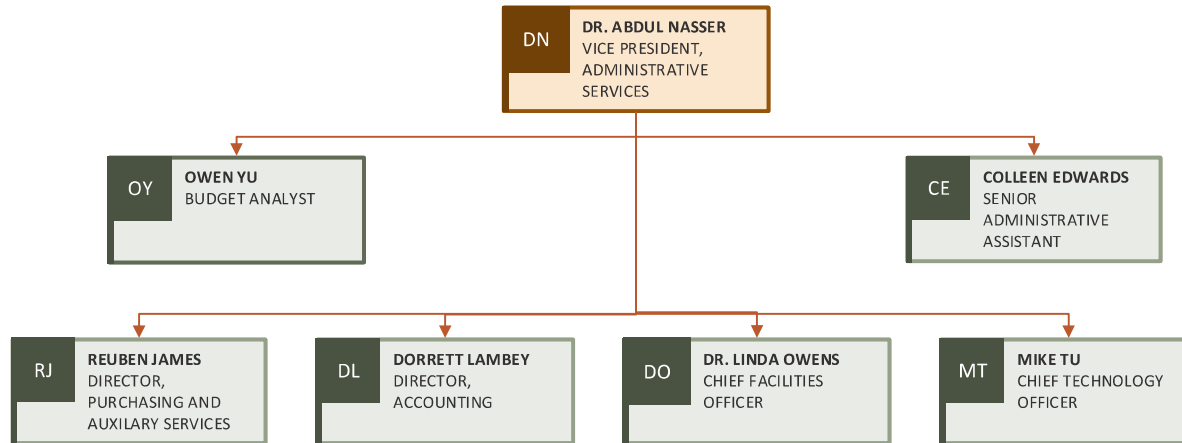 DN
DR. ABDUL NASSER
VICE PRESIDENT,
ADMINISTRATIVE
SERVICES
OY
OWEN YU
BUDGET ANALYST
CE
COLLEEN EDWARDS
SENIOR
ADMINISTRATIVE
ASSISTANT
RJ
REUBEN JAMES
DIRECTOR,
PURCHASING AND
AUXILARY SERVICES
DL
DORRETT LAMBEY
DIRECTOR,
ACCOUNTING
DO
DR. LINDA OWENS
CHIEF FACILITIES
OFFICER
MT
MIKE TU
CHIEF TECHNOLOGY
OFFICER